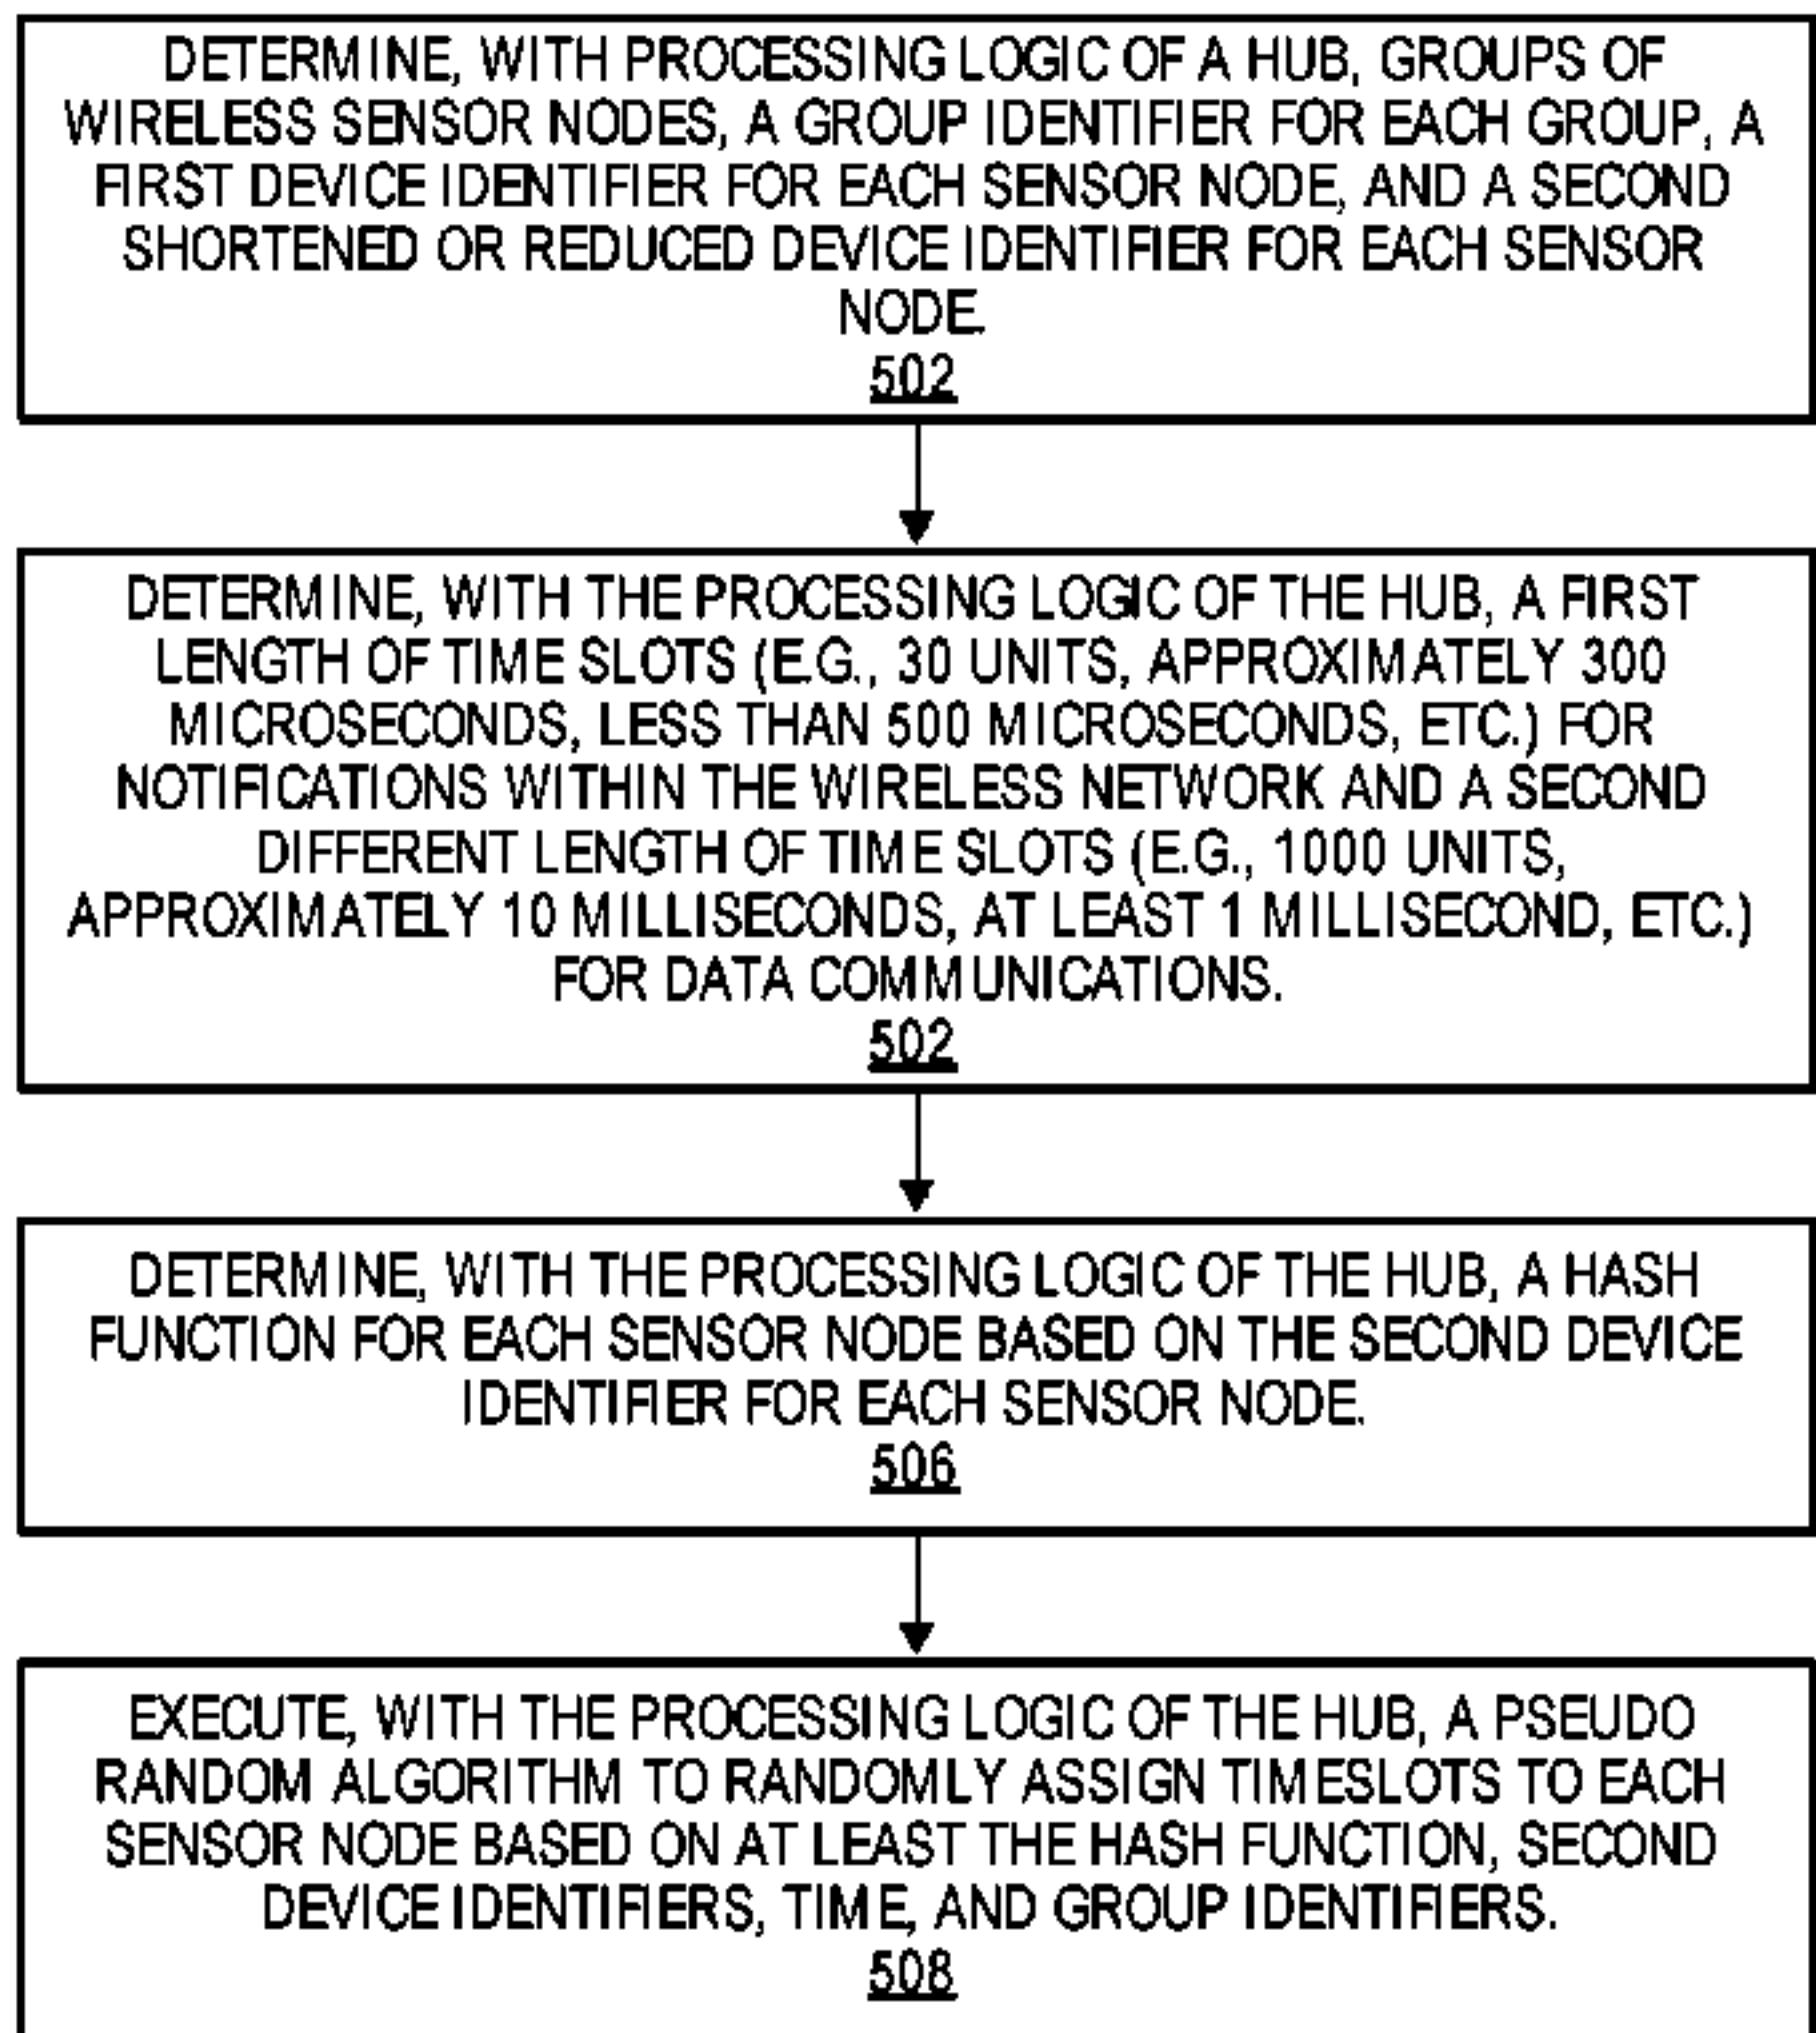 DETERMINE, WITH PROCESSING LOGIC OF A HUB, GROUPS OF
WIRELESS SENSOR NODES, A GROUP IDENTIFIER FOR EACH GROUP, A
FIRST DEVICE IDENTIFIER FOR EACH SENSOR NODE, AND A SECOND
SHORTENED OR REDUCED DEVICE IDENTIFIER FOR EACH SENSOR
NODE.
502
DETERMINE, WITH THE PROCESSING LOGIC OF THE HUB, A FIRST
LENGTH OF TIME SLOTS (E.G., 30 UNITS, APPROXIMATELY 300
MICROSECONDS, LESS THAN 500 MICROSECONDS, ETC.) FOR
NOTIFICATIONS WITHIN THE WIRELESS NETWORK AND A SECOND
DIFFERENT LENGTH OF TIME SLOTS (E.G., 1000 UNITS,
APPROXIMATELY 10 MILLISECONDS, AT LEAST 1 MILLISECOND, ETC.)
FOR DATA COMMUNICATIONS.
502
DETERMINE, WITH THE PROCESSING LOGIC OF THE HUB, A HASH
FUNCTION FOR EACH SENSOR NODE BASED ON THE SECOND DEVICE
IDENTIFIER FOR EACH SENSOR NODE.
506
EXECUTE, WITH THE PROCESSING LOGIC OF THE HUB, A PSEUDO
RANDOM ALGORITHM TO RANDOMLY ASSIGN TIMESLOTS TO EACH
SENSOR NODE BASED ON AT LEAST THE HASH FUNCTION, SECOND
DEVICE IDENTIFIERS, TIME, AND GROUP IDENTIFIERS.
508